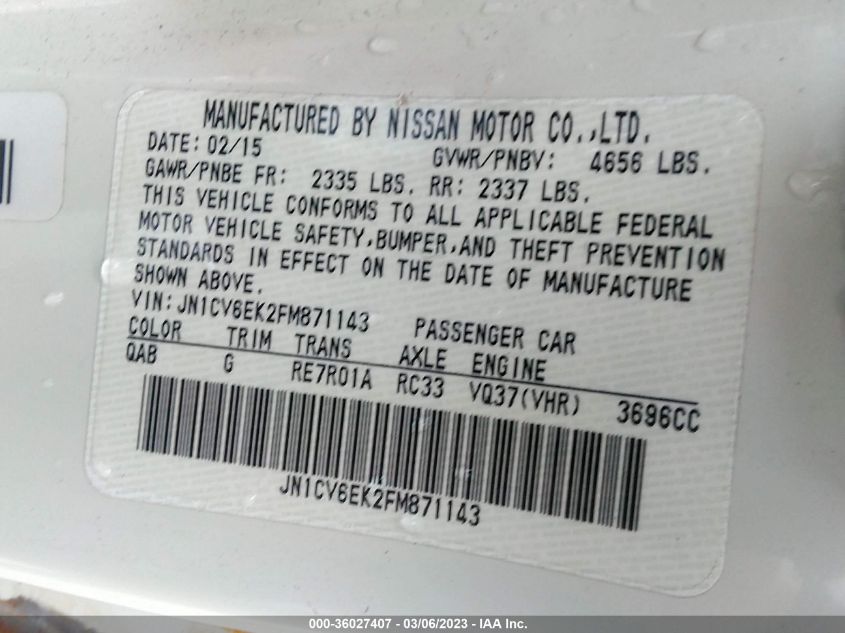 MANUFACTURED BY NISSAN MOTOR CO.,LTD.
DATE: 02/15 GVWR/PNBV: 4656 LBS.
GAWR/PNBE FR: 2335 LBS. RR: 2337 LBS.
THIS VEHICLE CONFORMS TO ALL APPLICABLE FEDERAL
MOTOR VEHICLE SAFETY,BUMPER,AND THEFT PREVENTION
STANDARDS IN EFFECT ON THE DATE OF MANUFACTURE
SHOWN ABOVE.
VIN: JN1CV6EK2FM871143 PASSENGER CAR
COLOR TRIM TRANS AXLE ENGINE
QAB G RE7R01A RC33 VQ37(VHR) 3696CC
JN1CV6EK2FM871143
000-36027407 - 03/06/2023 - IAA Inc.